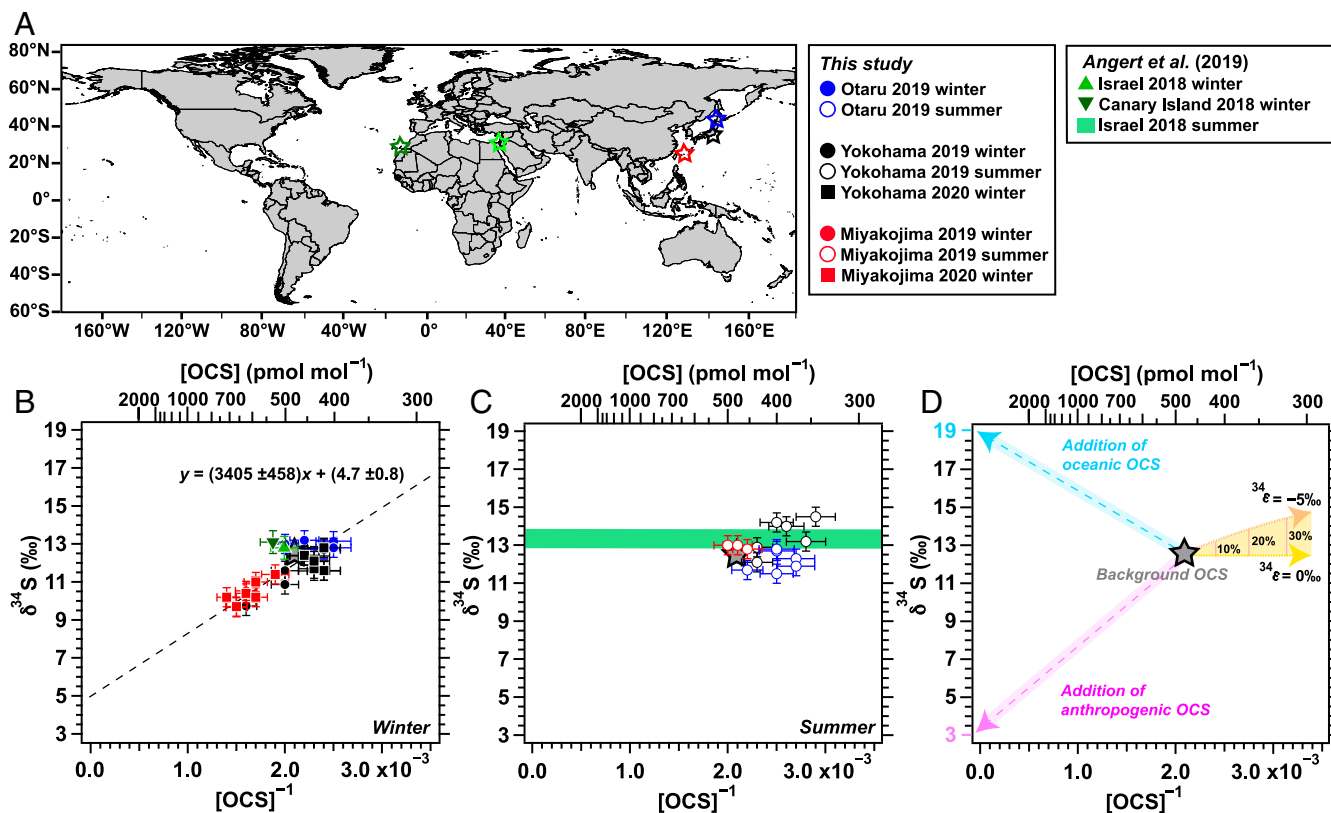 A
80°N
60°N
40°N
20°N
0°
20°S
40°S
60°S
160°W
120°W
80°W
40°W
0°
40°E
80°E
120°E
160°E
This study
Otaru 2019 winter
Otaru 2019 summer
Yokohama 2019 winter
Yokohama 2019 summer
Yokohama 2020 winter
Miyakojima 2019 winter
Miyakojima 2019 summer
Miyakojima 2020 winter
Angert et al. (2019)
Israel 2018 winter
Canary Island 2018 winter
Israel 2018 summer
B
[OCS] (pmol mol⁻¹)
2000 1000 700 500 400 300
19
17
15
13
11
9
7
5
3
δ³⁴S (‰)
y = (3405 ±458)x + (4.7 ±0.8)
Winter
0.0 1.0 2.0 3.0 x10⁻³
[OCS]⁻¹
C
[OCS] (pmol mol⁻¹)
2000 1000 500 400 300
19
17
15
13
11
9
7
5
3
δ³⁴S (‰)
Summer
0.0 1.0 2.0 3.0 x10⁻³
[OCS]⁻¹
D
[OCS] (pmol mol⁻¹)
2000 1000 500 400 300
19
17
15
13
11
9
7
5
3
δ³⁴S (‰)
Addition of
oceanic OCS
³⁴ε = −5‰
10% 20% 30%
Background OCS
³⁴ε = 0‰
Addition of
anthropogenic OCS
0.0 1.0 2.0 3.0 x10⁻³
[OCS]⁻¹